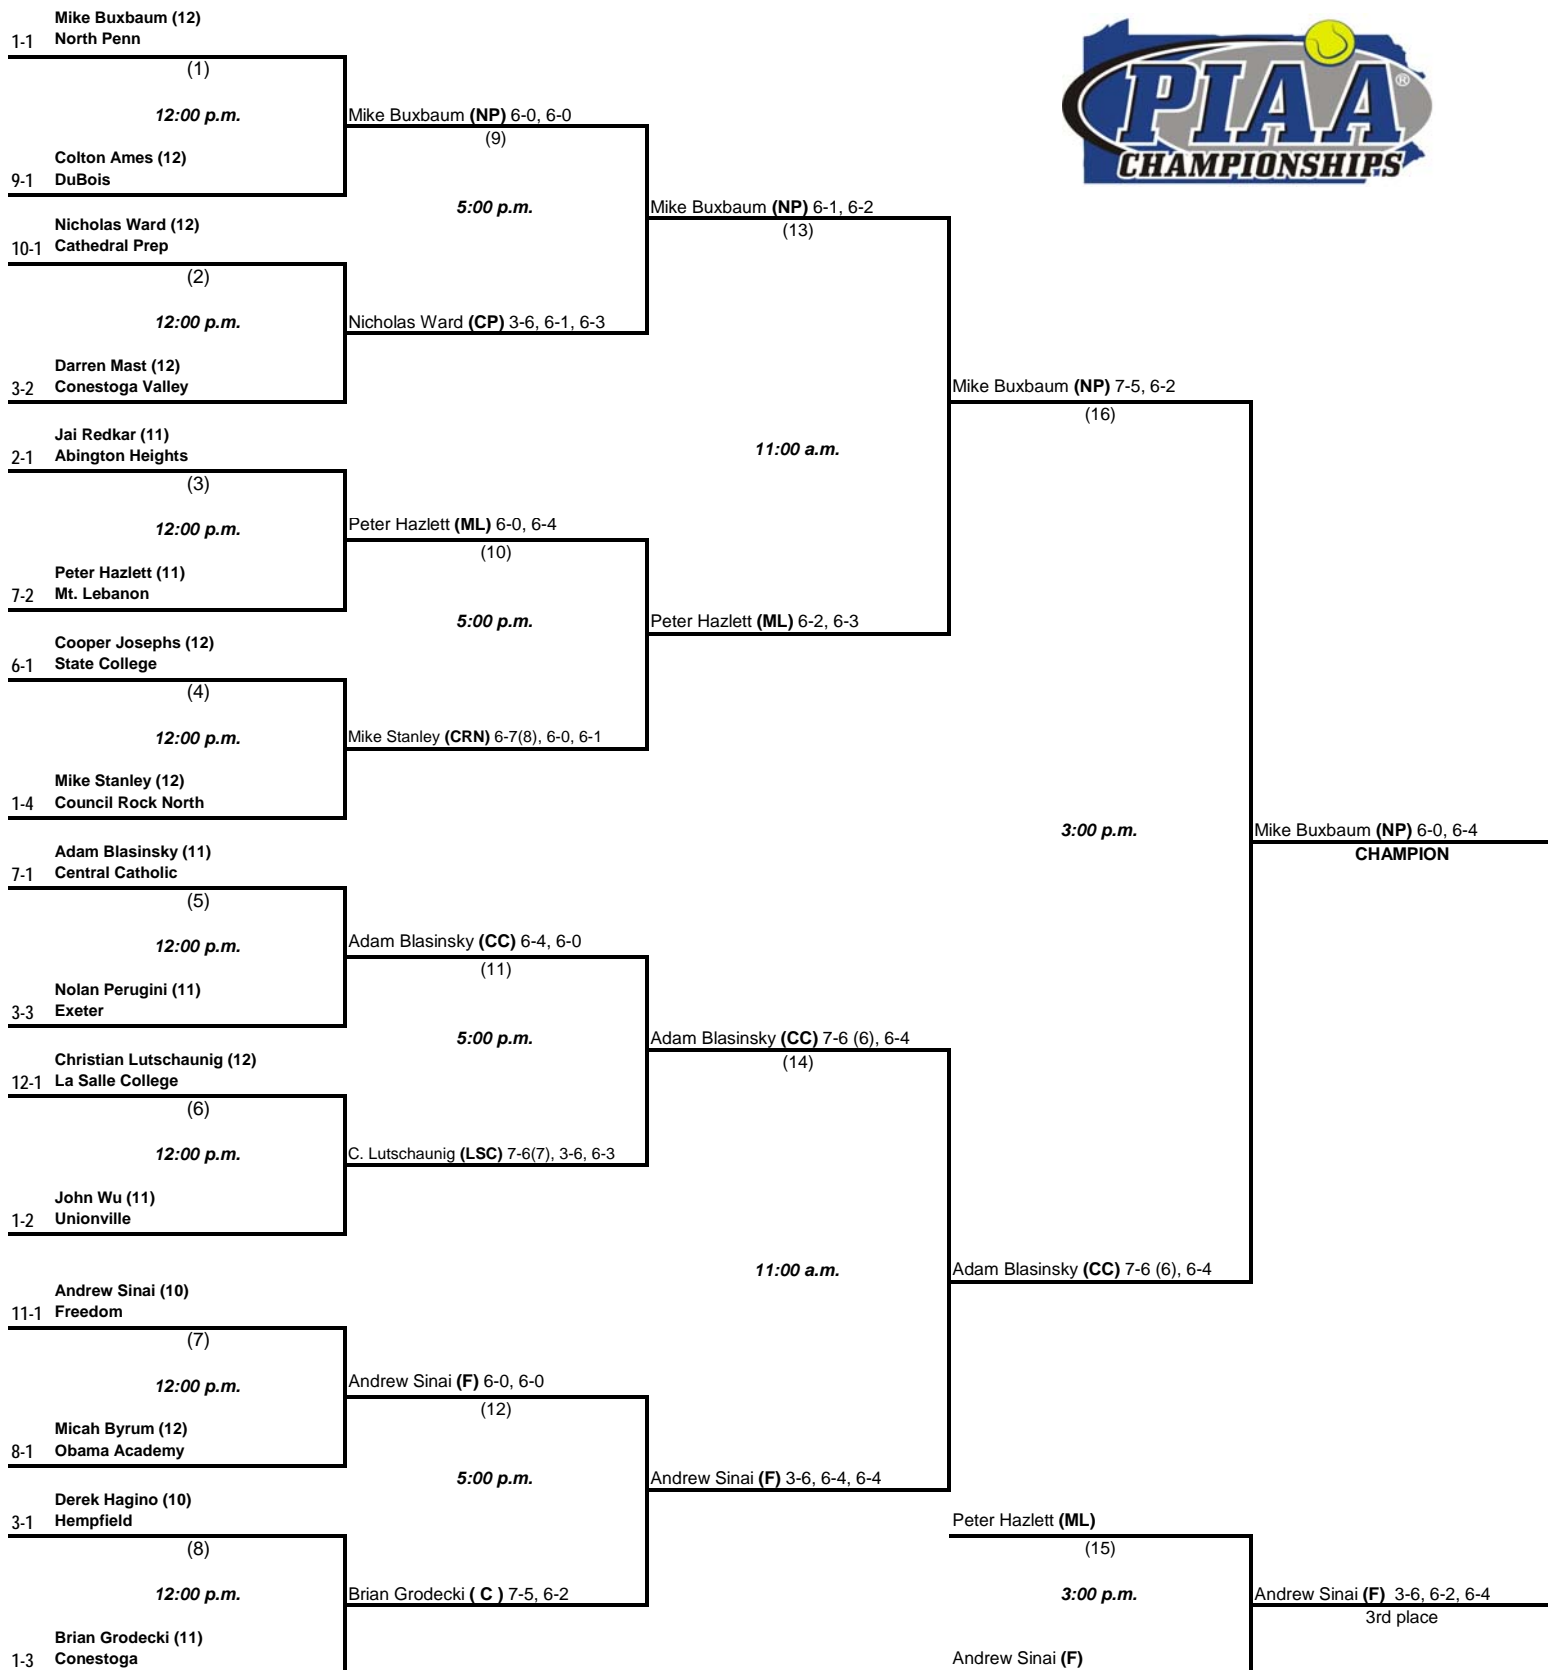 Mike Buxbaum (12)
1-1 North Penn
(1)
12:00 p.m.
Colton Ames (12)
9-1 DuBois
Nicholas Ward (12)
10-1 Cathedral Prep
(2)
12:00 p.m.
Darren Mast (12)
3-2 Conestoga Valley
Jai Redkar (11)
2-1 Abington Heights
(3)
12:00 p.m.
Peter Hazlett (11)
7-2 Mt. Lebanon
Cooper Josephs (12)
6-1 State College
(4)
12:00 p.m.
Mike Stanley (12)
1-4 Council Rock North
Adam Blasinsky (11)
7-1 Central Catholic
(5)
12:00 p.m.
Nolan Perugini (11)
3-3 Exeter
Christian Lutschaunig (12)
12-1 La Salle College
(6)
12:00 p.m.
John Wu (11)
1-2 Unionville
Andrew Sinai (10)
11-1 Freedom
(7)
12:00 p.m.
Micah Byrum (12)
8-1 Obama Academy
Derek Hagino (10)
3-1 Hempfield
(8)
12:00 p.m.
Brian Grodecki (11)
1-3 Conestoga
Mike Buxbaum (NP) 6-0, 6-0
(9)
5:00 p.m.
Nicholas Ward (CP) 3-6, 6-1, 6-3
Peter Hazlett (ML) 6-0, 6-4
(10)
5:00 p.m.
Mike Stanley (CRN) 6-7(8), 6-0, 6-1
Adam Blasinsky (CC) 6-4, 6-0
(11)
5:00 p.m.
C. Lutschaunig (LSC) 7-6(7), 3-6, 6-3
Andrew Sinai (F) 6-0, 6-0
(12)
5:00 p.m.
Brian Grodecki ( C ) 7-5, 6-2
Mike Buxbaum (NP) 6-1, 6-2
(13)
11:00 a.m.
Peter Hazlett (ML) 6-2, 6-3
Adam Blasinsky (CC) 7-6 (6), 6-4
(14)
11:00 a.m.
Andrew Sinai (F) 3-6, 6-4, 6-4
PIAA®
CHAMPIONSHIPS
Mike Buxbaum (NP) 7-5, 6-2
(16)
3:00 p.m.
Adam Blasinsky (CC) 7-6 (6), 6-4
Mike Buxbaum (NP) 6-0, 6-4
CHAMPION
Peter Hazlett (ML)
(15)
3:00 p.m.
Andrew Sinai (F)
Andrew Sinai (F) 3-6, 6-2, 6-4
3rd place